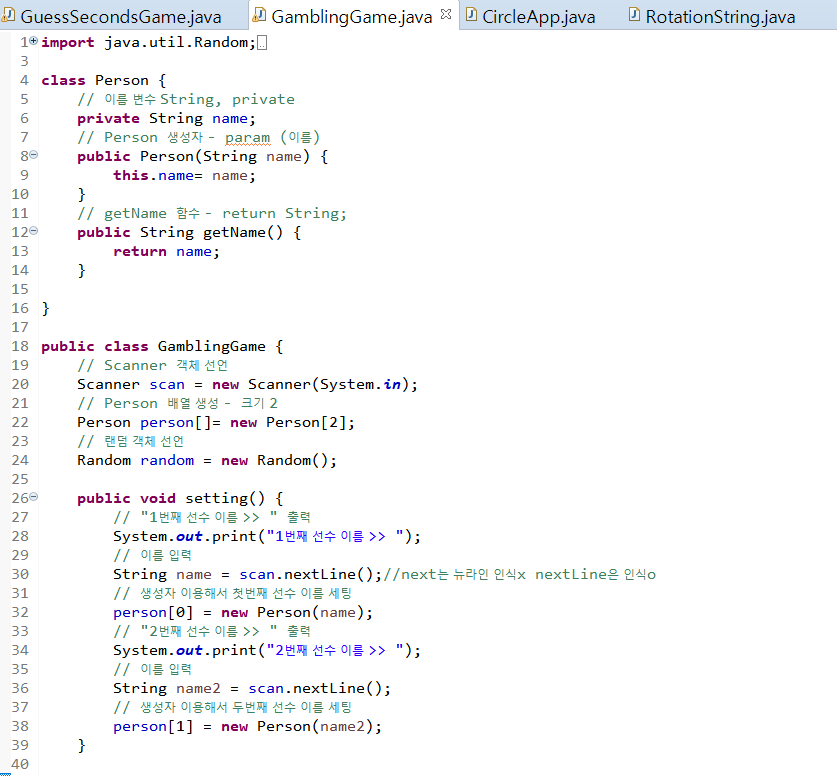 GuessSecondsGame.java GamblingGame.java CircleApp.java RotationString.java
1 import java.util.Random;
3
4 class Person {
5 // 이름 변수 String, private
6 private String name;
7 // Person 생성자 - param (이름)
8 public Person(String name) {
9 this.name= name;
10 }
11 // getName 함수 - return String;
12 public String getName() {
13 return name;
14 }
15
16 }
17
18 public class GamblingGame {
19 // Scanner 객체 선언
20 Scanner scan = new Scanner(System.in);
21 // Person 배열 생성 - 크기 2
22 Person person[]= new Person[2];
23 // 랜덤 객체 선언
24 Random random = new Random();
25
26 public void setting() {
27 // "1번째 선수 이름 >> " 출력
28 System.out.print("1번째 선수 이름 >> ");
29 // 이름 입력
30 String name = scan.nextLine();//next는 뉴라인 인식x nextLine은 인식o
31 // 생성자 이용해서 첫번째 선수 이름 세팅
32 person[0] = new Person(name);
33 // "2번째 선수 이름 >> " 출력
34 System.out.print("2번째 선수 이름 >> ");
35 // 이름 입력
36 String name2 = scan.nextLine();
37 // 생성자 이용해서 두번째 선수 이름 세팅
38 person[1] = new Person(name2);
39 }
40